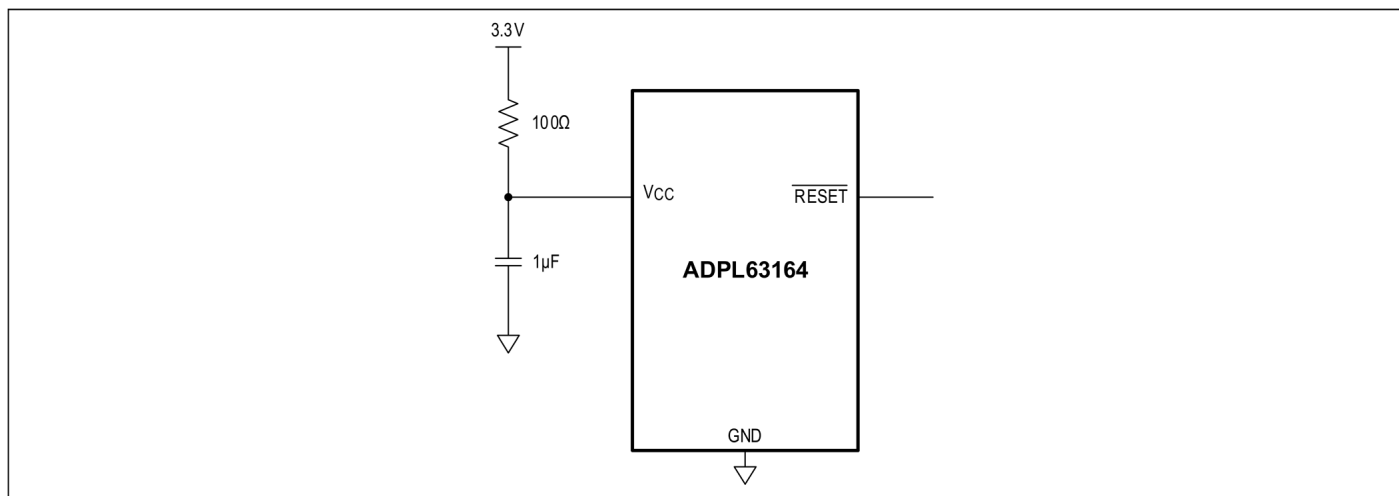 3.3V
100Ω
VCC
RESET
1µF
ADPL63164
GND